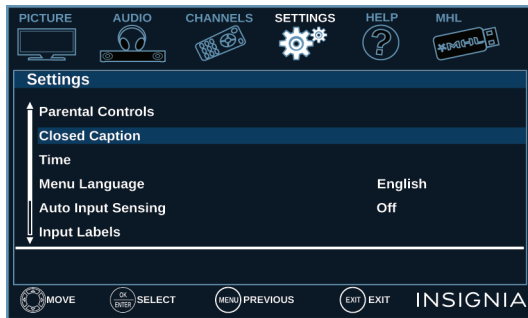 PICTURE AUDIO CHANNELS SETTINGS HELP MHL
MHL
Settings
Parental Controls
Closed Caption
Time
Menu Language English
Auto Input Sensing Off
Input Labels
MOVE OK ENTER SELECT MENU PREVIOUS EXIT EXIT INSIGNIA